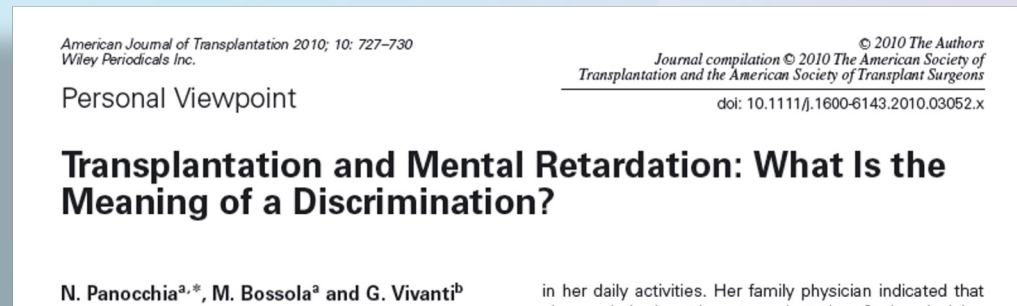 American Journal of Transplantation 2010; 10: 727–730
Wiley Periodicals Inc.
© 2010 The Authors
Journal compilation © 2010 The American Society of
Transplantation and the American Society of Transplant Surgeons
Personal Viewpoint
doi: 10.1111/j.1600-6143.2010.03052.x
Transplantation and Mental Retardation: What Is the
Meaning of a Discrimination?
N. Panocchiaa,*, M. Bossolaa and G. Vivantib
in her daily activities. Her family physician indicated that